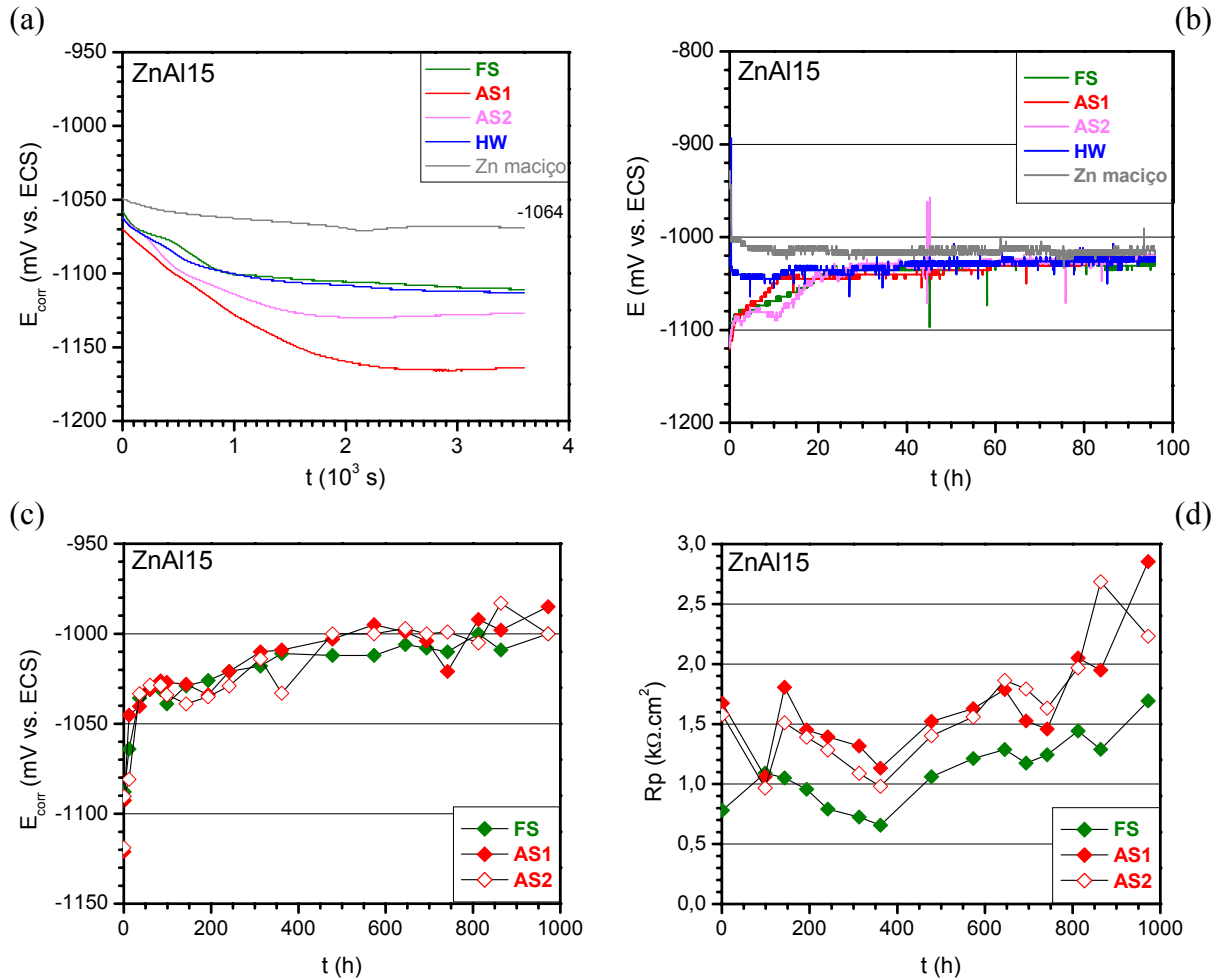 (a)
ZnAl15
FS
AS1
AS2
HW
Zn maciço
-1064
-950
-1000
-1050
-1100
-1150
-1200
E_corr (mV vs. ECS)
0 1 2 3 4
t (10³ s)
(b)
ZnAl15
FS
AS1
AS2
HW
Zn maciço
-800
-900
-1000
-1100
-1200
E (mV vs. ECS)
0 20 40 60 80 100
t (h)
(c)
ZnAl15
-950
-1000
-1050
-1100
-1150
E_corr (mV vs. ECS)
FS
AS1
AS2
0 200 400 600 800 1000
t (h)
(d)
ZnAl15
3,0
2,5
2,0
1,5
1,0
0,5
0,0
Rp (kΩ.cm²)
FS
AS1
AS2
0 200 400 600 800 1000
t (h)